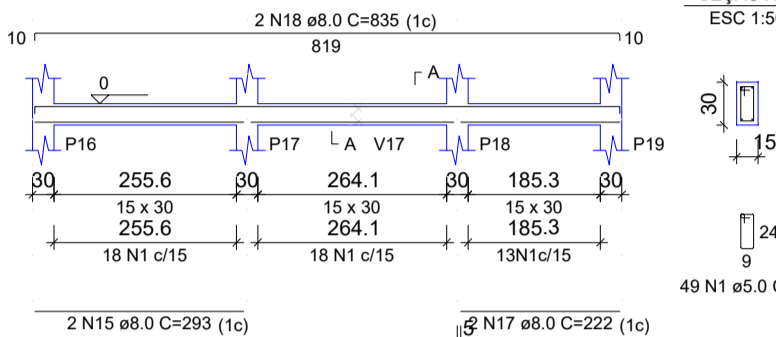 2 N18 ø8.0 C=835 (1c)
10 819 10
ESC 1:5
0
A
30
P16 A P17 V17 P18 P19
15
30 255.6 30 264.1 30 185.3 30
15 x 30 15 x 30 15 x 30
255.6 264.1 185.3
18 N1 c/15 18 N1 c/15 13N1c/15
24
9
49 N1 ø5.0
2 N15 ø8.0 C=293 (1c) 2 N17 ø8.0 C=222 (1c)